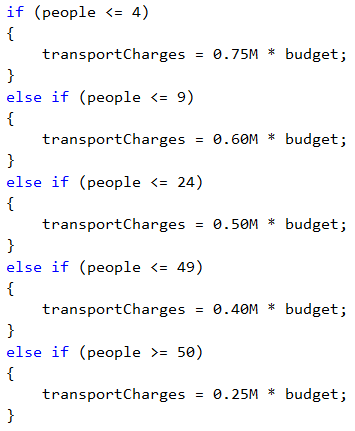 if (people <= 4)
{
    transportCharges = 0.75M * budget;
}
else if (people <= 9)
{
    transportCharges = 0.60M * budget;
}
else if (people <= 24)
{
    transportCharges = 0.50M * budget;
}
else if (people <= 49)
{
    transportCharges = 0.40M * budget;
}
else if (people >= 50)
{
    transportCharges = 0.25M * budget;
}